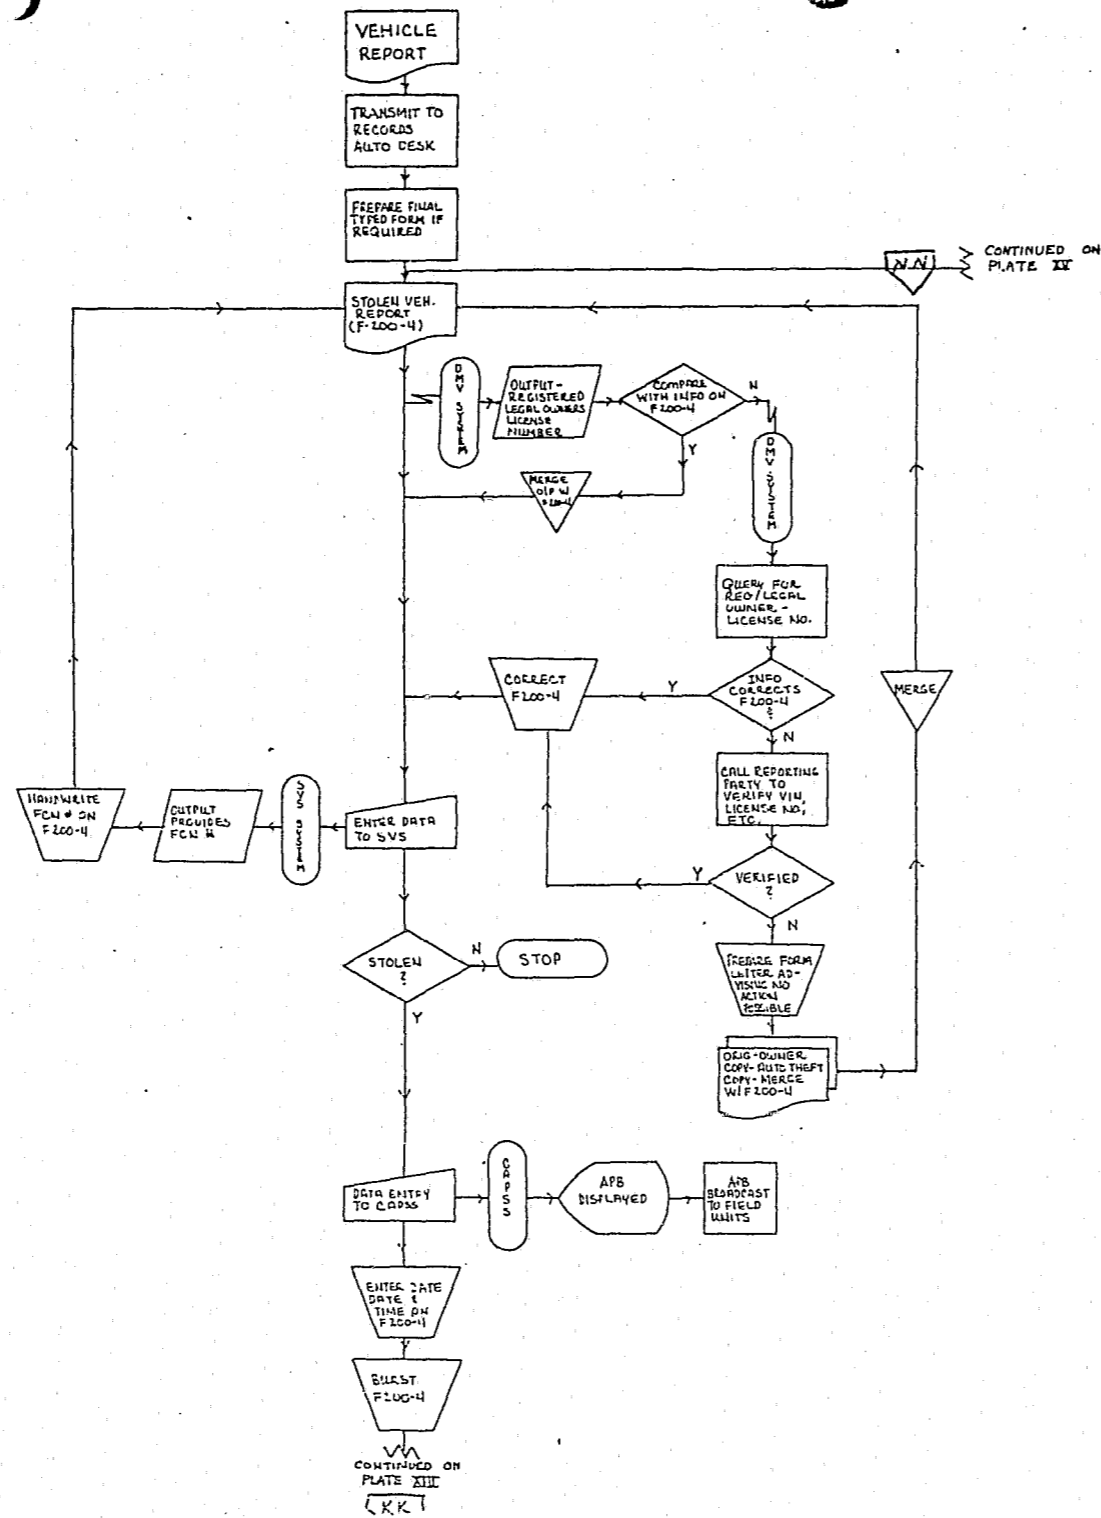 VEHICLE
REPORT
TRANSMIT TO
RECORDS
AUTO DESK
PREPARE FINAL
TYPED FORM IF
REQUIRED
N.N
CONTINUED ON
PLATE XV
STOLEN VEH.
REPORT
(F-200-4)
DMV SYSTEM
OUTPUT-
REGISTERED
LEGAL OWNERS
LICENSE
NUMBER
COMPARE
WITH INFO ON
F200-4
N
Y
MERGE
O/P W
F200-4
DMV SYSTEM
QUERY FOR
REG/LEGAL
OWNER-
LICENSE NO.
INFO
CORRECTS
F200-4
?
Y
N
CORRECT
F200-4
MERGE
CALL REPORTING
PARTY TO
VERIFY VIN,
LICENSE NO,
ETC.
HANDWRITE
FCN # ON
F200-4
OUTPUT
PROVIDES
FCN #
SVS SYSTEM
ENTER DATA
TO SVS
VERIFIED
?
Y
N
STOLEN
?
N
STOP
Y
PREPARE FORM
LETTER AD-
VISING NO
ACTION
POSSIBLE
ORIG-OWNER
COPY-AUTO THEFT
COPY-MERGE
W/F200-4
DATA ENTRY
TO CAPSS
CAPSS
APB
DISPLAYED
APB
BROADCAST
TO FIELD
UNITS
ENTER DATE
DATE &
TIME ON
F200-4
BURST
F200-4
CONTINUED ON
PLATE XIII
KK